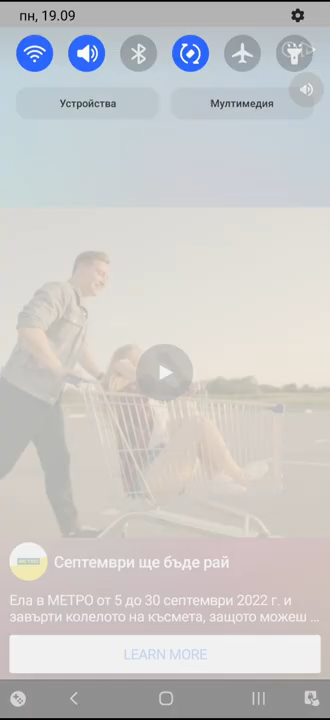 пн, 19.09
Устройства
Мултимедия
METRO
Септември ще бъде рай
Ела в МЕТРО от 5 до 30 септември 2022 г. и
завърти колелото на късмета, защото можеш ...
LEARN MORE